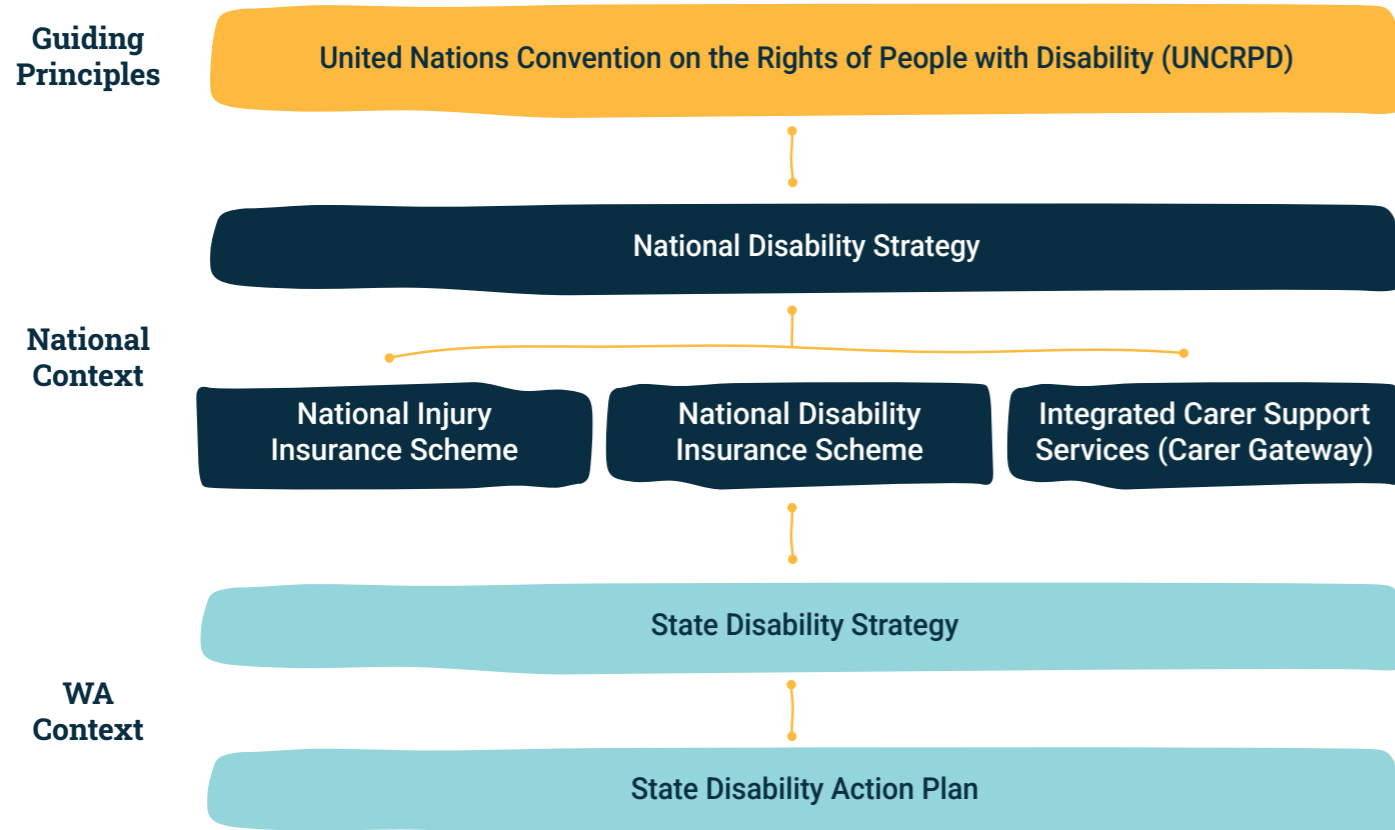 Guiding
Principles
United Nations Convention on the Rights of People with Disability (UNCRPD)
National Disability Strategy
National
Context
National Injury
Insurance Scheme
National Disability
Insurance Scheme
Integrated Carer Support
Services (Carer Gateway)
State Disability Strategy
WA
Context
State Disability Action Plan